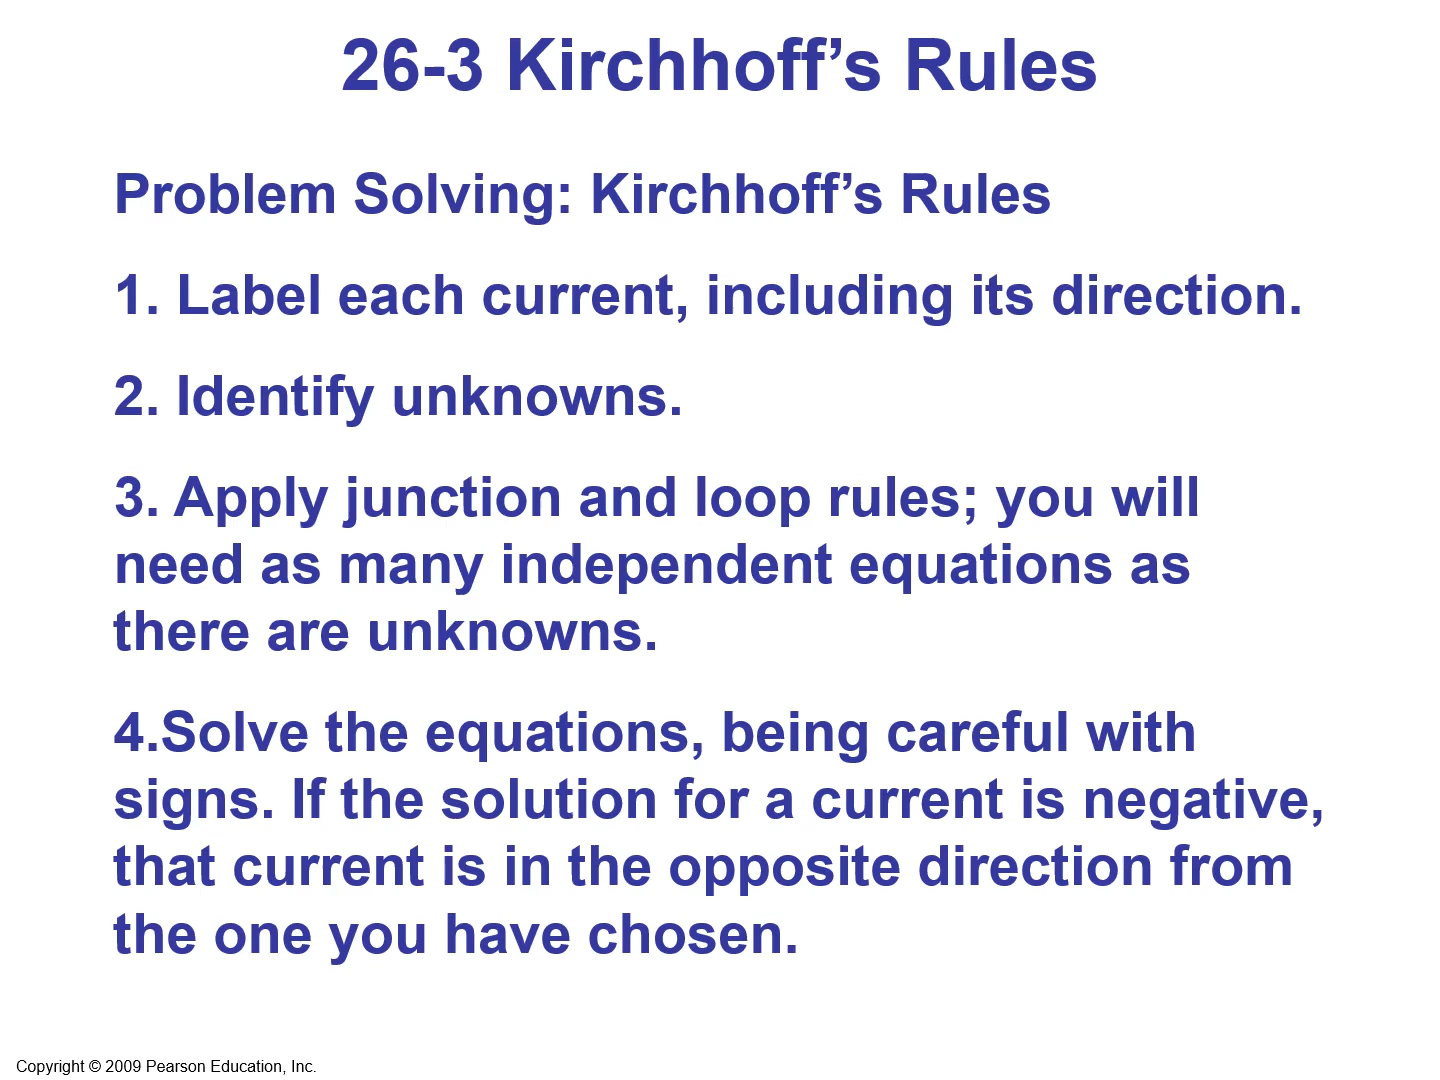 26-3 Kirchhoff’s Rules
Problem Solving: Kirchhoff’s Rules
1. Label each current, including its direction.
2. Identify unknowns.
3. Apply junction and loop rules; you will
need as many independent equations as
there are unknowns.
4.Solve the equations, being careful with
signs. If the solution for a current is negative,
that current is in the opposite direction from
the one you have chosen.
Copyright © 2009 Pearson Education, Inc.